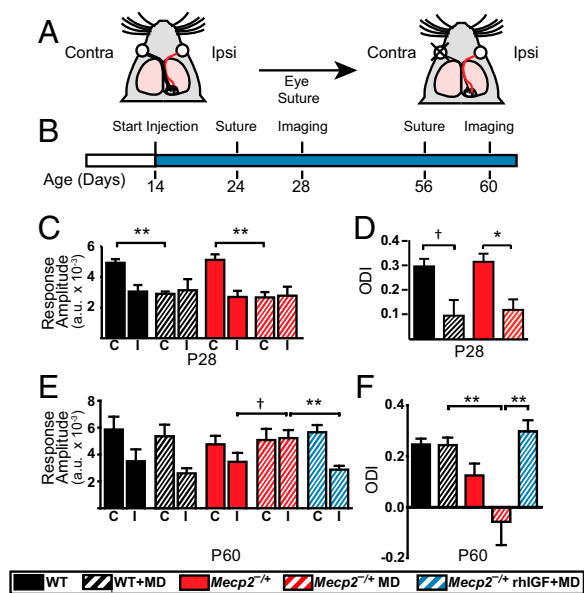 A
Contra
Ipsi
Eye
Suture
Contra
Ipsi
B
Start Injection
Suture
Imaging
Suture
Imaging
Age (Days)
14
24
28
56
60
C
Response
Amplitude
(a.u. x 10⁻³)
6
4
2
**
**
C I C I C I C I
P28
D
ODI
0.4
0.3
0.2
0.1
†
*
P28
E
Response
Amplitude
(a.u. x 10⁻³)
8
6
4
2
†
**
C I C I C I C I C I
P60
F
ODI
0.4
0.2
0.0
-0.2
**
**
P60
WT
WT+MD
Mecp2⁻/⁺
Mecp2⁻/⁺ MD
Mecp2⁻/⁺ rhIGF+MD